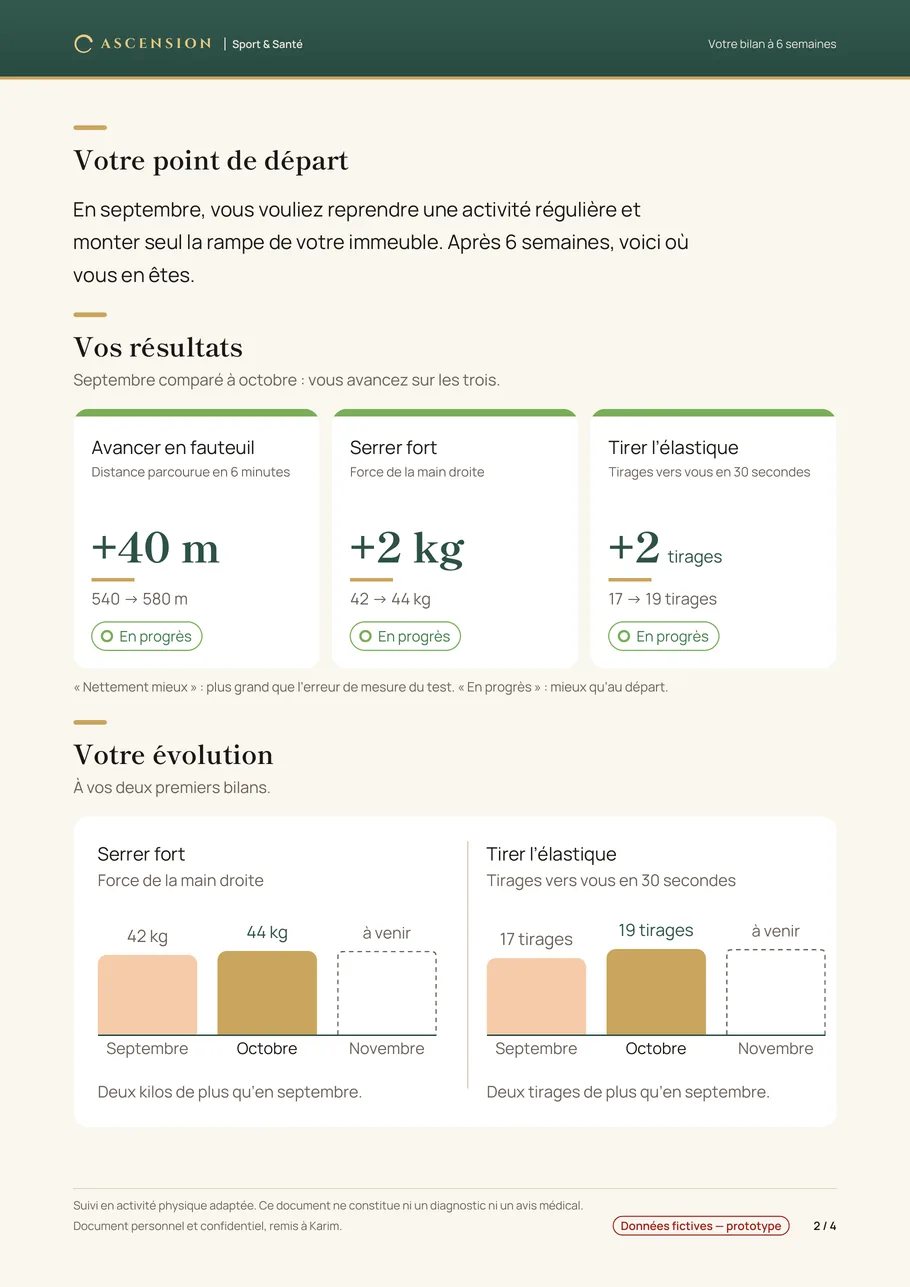 ASCENSION | Sport & Santé
Votre bilan à 6 semaines
Votre point de départ
En septembre, vous vouliez reprendre une activité régulière et
monter seul la rampe de votre immeuble. Après 6 semaines, voici où
vous en êtes.
Vos résultats
Septembre comparé à octobre : vous avancez sur les trois.
Avancer en fauteuil
Distance parcourue en 6 minutes
+40 m
540 → 580 m
En progrès
Serrer fort
Force de la main droite
+2 kg
42 → 44 kg
En progrès
Tirer l’élastique
Tirages vers vous en 30 secondes
+2 tirages
17 → 19 tirages
En progrès
« Nettement mieux » : plus grand que l’erreur de mesure du test. « En progrès » : mieux qu’au départ.
Votre évolution
À vos deux premiers bilans.
Serrer fort
Force de la main droite
42 kg
44 kg
à venir
Septembre
Octobre
Novembre
Deux kilos de plus qu’en septembre.
Tirer l’élastique
Tirages vers vous en 30 secondes
17 tirages
19 tirages
à venir
Septembre
Octobre
Novembre
Deux tirages de plus qu’en septembre.
Suivi en activité physique adaptée. Ce document ne constitue ni un diagnostic ni un avis médical.
Document personnel et confidentiel, remis à Karim.
Données fictives — prototype
2 / 4